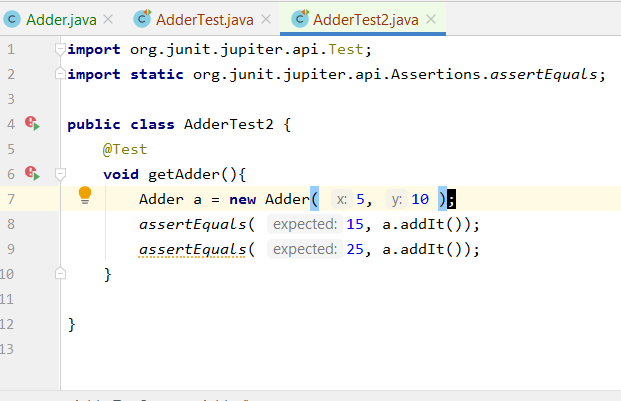 Adder.java AdderTest.java AdderTest2.java
1 import org.junit.jupiter.api.Test;
2 import static org.junit.jupiter.api.Assertions.assertEquals;
3
4 public class AdderTest2 {
5 @Test
6 void getAdder(){
7 Adder a = new Adder( x: 5, y: 10 );
8 assertEquals( expected: 15, a.addIt());
9 assertEquals( expected: 25, a.addIt());
10 }
11
12 }
13